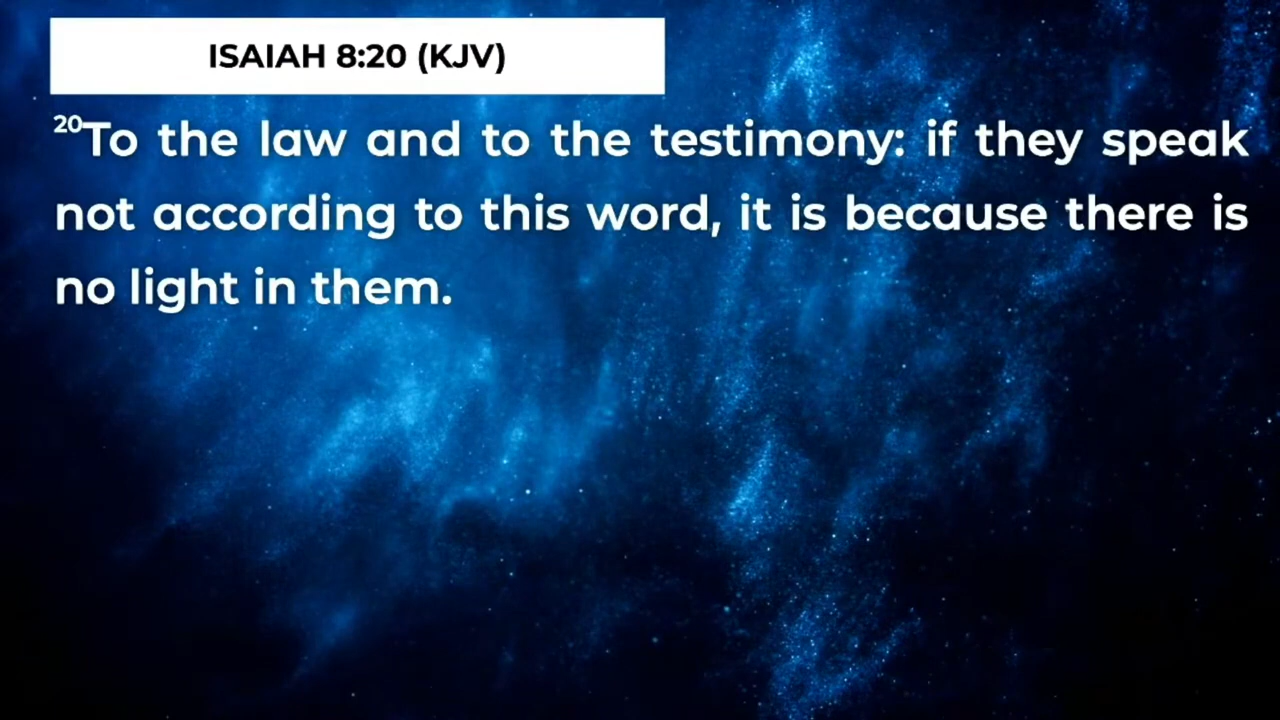 ISAIAH 8:20 (KJV)
20To the law and to the testimony: if they speak
not according to this word, it is because there is
no light in them.